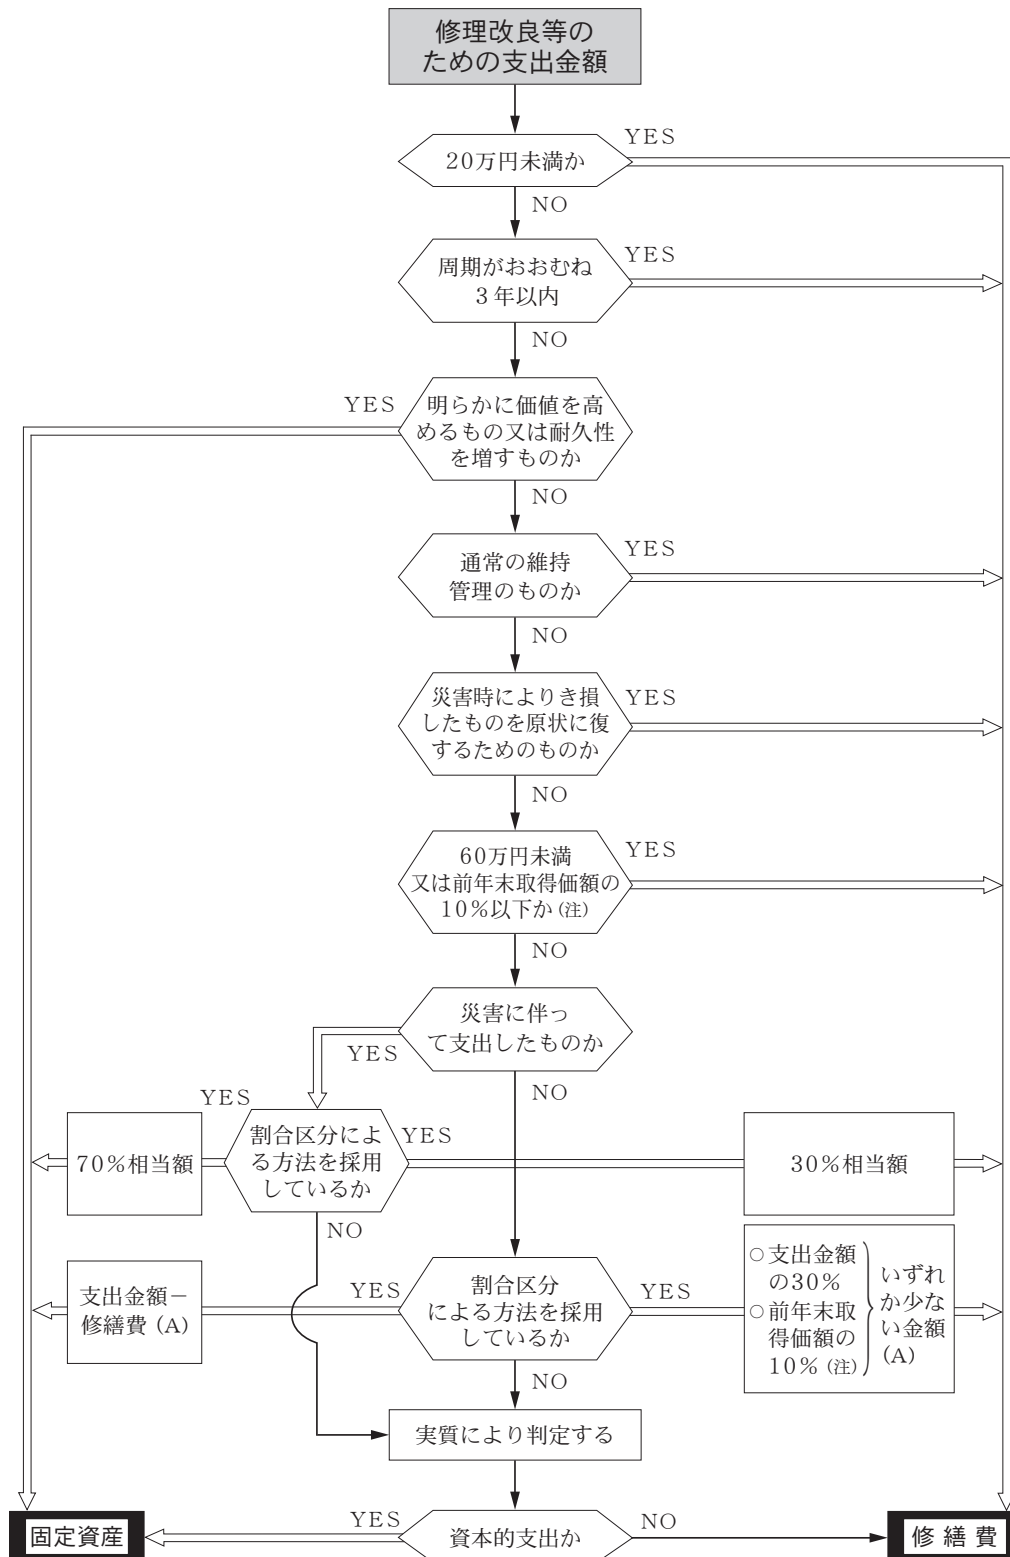 修理改良等の
ための支出金額
YES
20万円未満か
NO
YES
周期がおおむね
3年以内
NO
YES
明らかに価値を高
めるもの又は耐久性
を増すものか
NO
YES
通常の維持
管理のものか
NO
YES
災害時によりき損
したものを原状に復
するためのものか
NO
YES
60万円未満
又は前年末取得価額の
10%以下か(注)
NO
災害に伴っ
て支出したものか
YES
NO
YES
割合区分によ
る方法を採用
しているか
YES
70%相当額
30%相当額
NO
支出金額−
修繕費(A)
YES
割合区分
による方法を採用
しているか
YES
○支出金額
の30%
○前年末取
得価額の
10%(注)
いずれ
か少な
い金額
(A)
NO
実質により判定する
YES
資本的支出か
NO
固定資産
修繕費